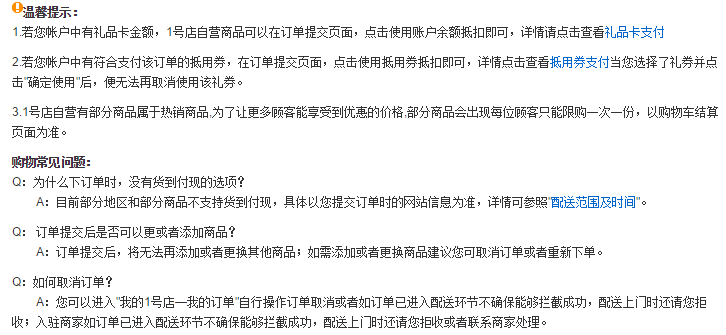 温馨提示：
1.若您帐户中有礼品卡金额，1号店自营商品可以在订单提交页面，点击使用账户余额抵扣即可，详情请点击查看礼品卡支付
2.若您帐户中有符合支付该订单的抵用券，在订单提交页面，点击使用抵用券抵扣即可，详情点击查看抵用券支付当您选择了礼券并点
击"确定使用"后，便无法再取消使用该礼券。
3.1号店自营有部分商品属于热销商品,为了让更多顾客能享受到优惠的价格,部分商品会出现每位顾客只能限购一次一份，以购物车结算
页面为准。
购物常见问题：
Q：为什么下订单时，没有货到付现的选项？
A：目前部分地区和部分商品不支持货到付现，具体以您提交订单时的网站信息为准，详情可参照"配送范围及时间"。
Q： 订单提交后是否可以更或者添加商品？
A：订单提交后，将无法再添加或者更换其他商品；如需添加或者更换商品建议您可取消订单或者重新下单。
Q：如何取消订单？
A：您可以进入"我的1号店—我的订单"自行操作订单取消或者如订单已进入配送环节不确保能够拦截成功，配送上门时还请您拒
收；入驻商家如订单已进入配送环节不确保能够拦截成功，配送上门时还请您拒收或者联系商家处理。